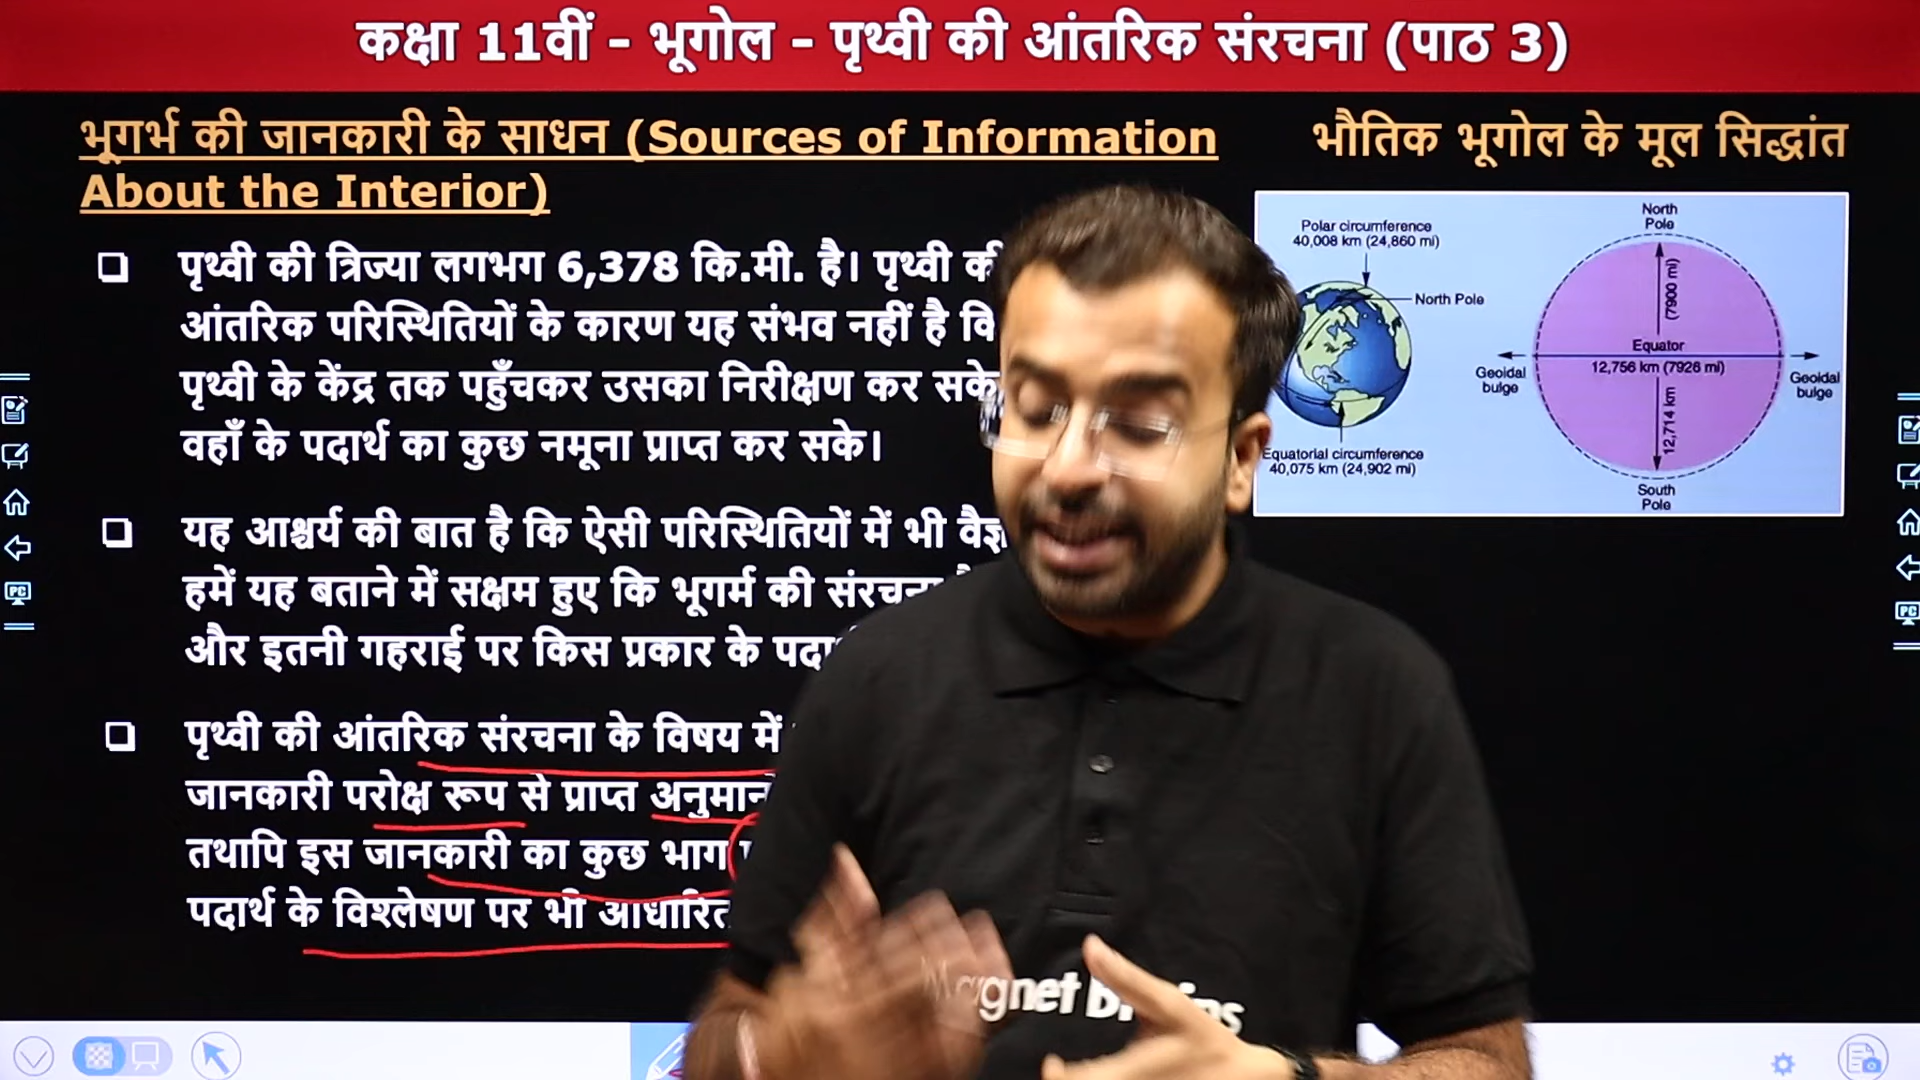 कक्षा 11वीं - भूगोल - पृथ्वी की आंतरिक संरचना (पाठ 3)
भूगर्भ की जानकारी के साधन (Sources of Information
About the Interior)
पृथ्वी की त्रिज्या लगभग 6,378 कि.मी. है। पृथ्वी की
आंतरिक परिस्थितियों के कारण यह संभव नहीं है
पृथ्वी के केंद्र तक पहुँचकर उसका निरीक्षण कर सके
वहाँ के पदार्थ का कुछ नमूना प्राप्त कर सके।
यह आश्चर्य की बात है कि ऐसी परिस्थितियों में भी
हमें यह बताने में सक्षम हुए कि भूगर्म की
और इतनी गहराई पर किस प्रकार के
पृथ्वी की आंतरिक संरचना के विषय में
जानकारी परोक्ष रूप से प्राप्त
तथापि इस जानकारी का कुछ भाग
पदार्थ के विश्लेषण पर भी आधारित
भौतिक भूगोल के मूल सिद्धांत
Polar circumference
40,008 km (24,860 mi)
North Pole
Equatorial circumference
40,075 km (24,902 mi)
North
Pole
(7900 mi)
Equator
12,756 km (7926 mi)
Geoidal
bulge
Geoidal
bulge
12,714 km
South
Pole
PC
PC
Magnet Brains